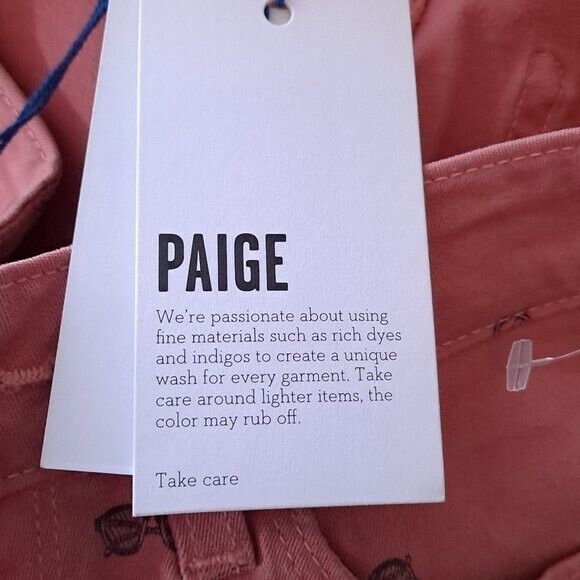 PAIGE
We're passionate about using
fine materials such as rich dyes
and indigos to create a unique
wash for every garment. Take
care around lighter items, the
color may rub off.
Take care